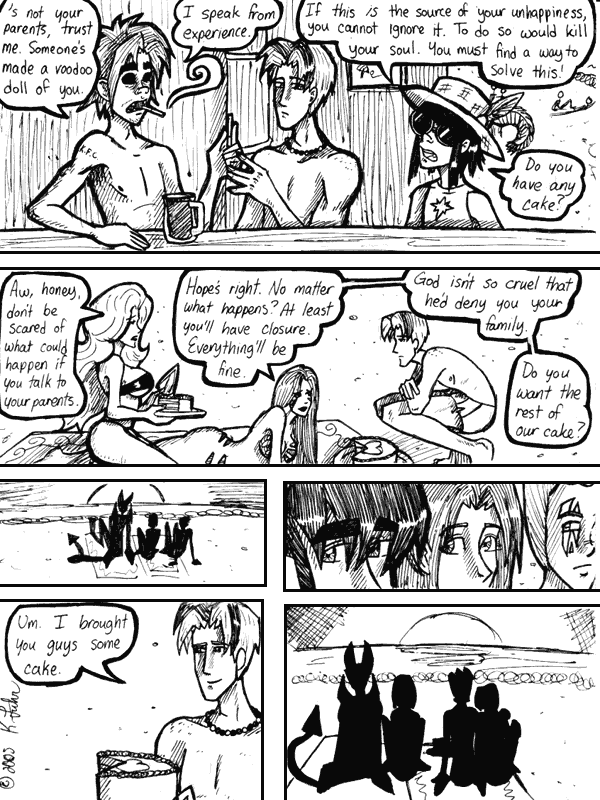 's not your
parents, trust
me. Someone's
made a voodoo
doll of you.
I speak from
experience.
If this is the source of your unhappiness,
you cannot ignore it. To do so would kill
your soul. You must find a way to
solve this!
Do you
have any
cake?
Aw, honey,
don't be
scared of
what could
happen if
you talk to
your parents.
Hope's right. No matter
what happens? At least
you'll have closure.
Everything'll be
fine.
God isn't so cruel that
he'd deny you your
family.
Do you
want the
rest of
our cake?
Um. I brought
you guys some
cake.
© 2005 K. Fuhr